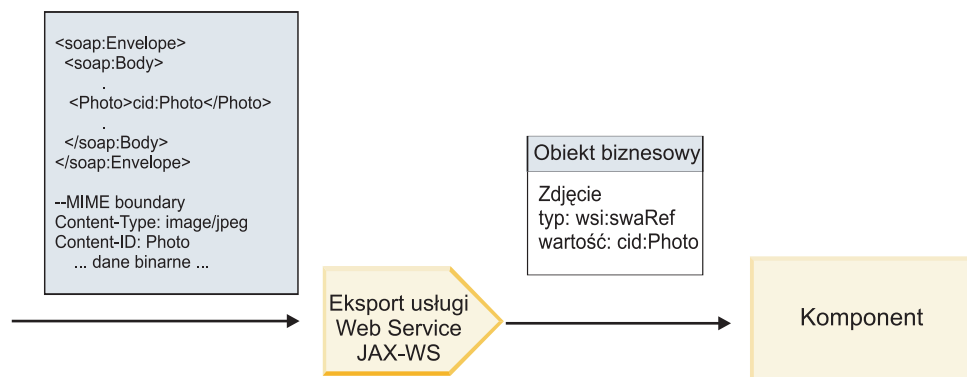 <soap:Envelope>
<soap:Body>
.
<Photo>cid:Photo</Photo>
.
</soap:Body>
</soap:Envelope>
--MIME boundary
Content-Type: image/jpeg
Content-ID: Photo
... dane binarne ...
Eksport usługi
Web Service
JAX-WS
Obiekt biznesowy
Zdjęcie
typ: wsi:swaRef
wartość: cid:Photo
Komponent